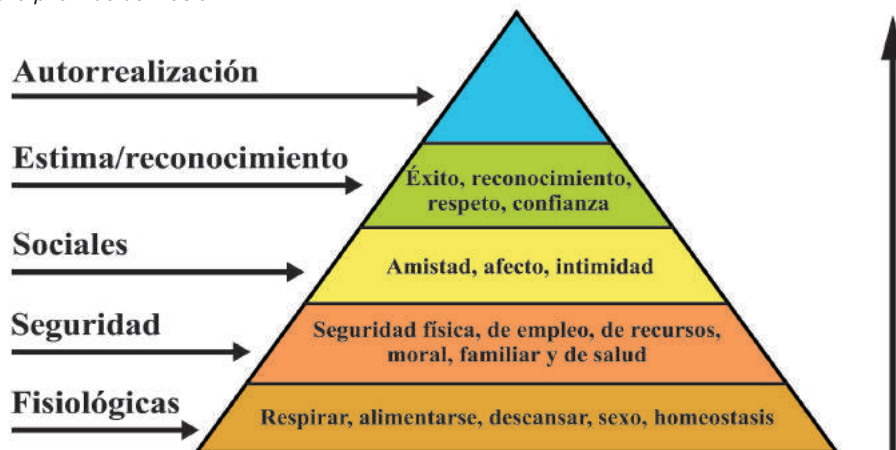 Autorrealización
Estima/reconocimiento
Éxito, reconocimiento,
respeto, confianza
Sociales
Amistad, afecto, intimidad
Seguridad
Seguridad física, de empleo, de recursos,
moral, familiar y de salud
Fisiológicas
Respirar, alimentarse, descansar, sexo, homeostasis